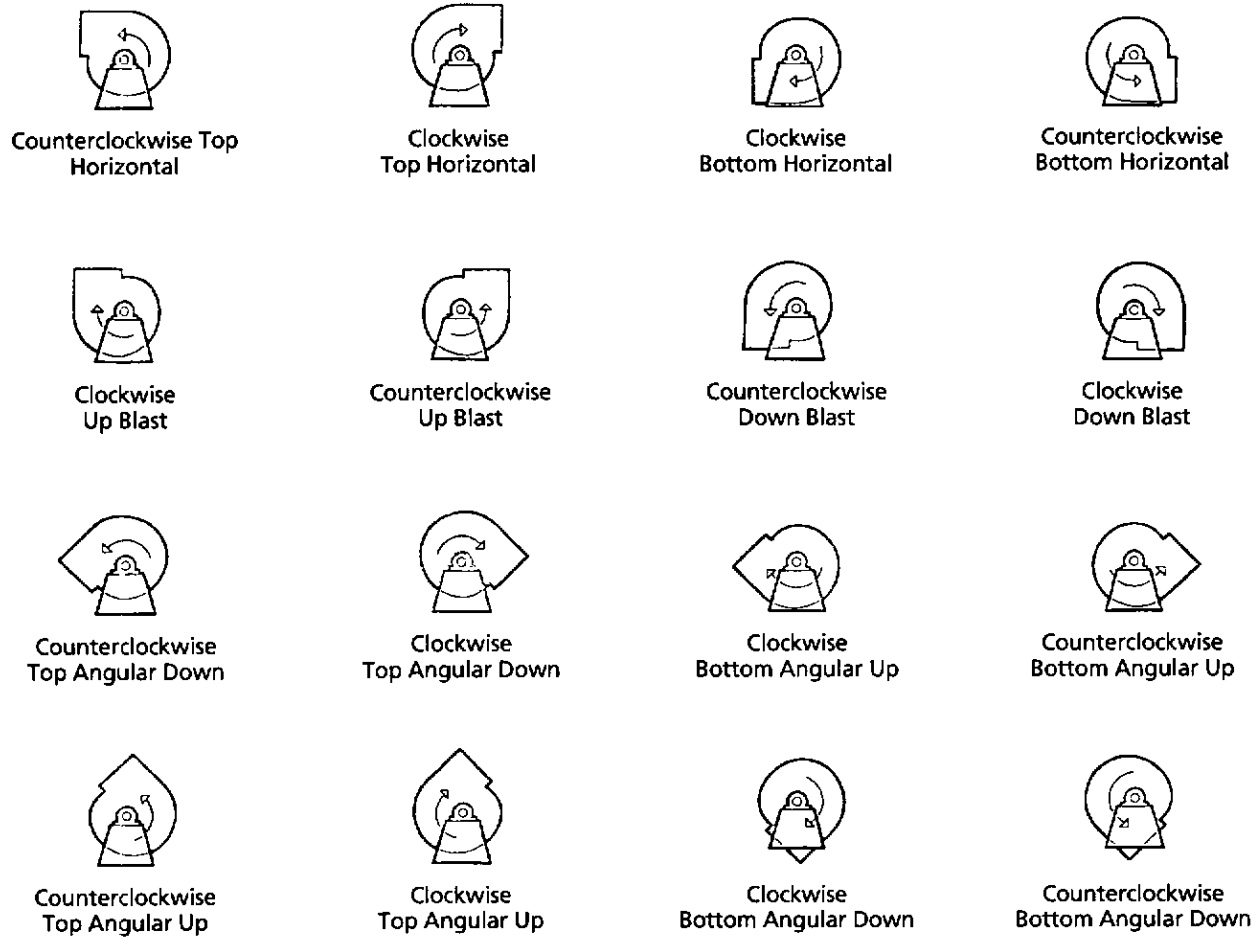 Counterclockwise Top
Horizontal
Clockwise
Top Horizontal
Clockwise
Bottom Horizontal
Counterclockwise
Bottom Horizontal
Clockwise
Up Blast
Counterclockwise
Up Blast
Counterclockwise
Down Blast
Clockwise
Down Blast
Counterclockwise
Top Angular Down
Clockwise
Top Angular Down
Clockwise
Bottom Angular Up
Counterclockwise
Bottom Angular Up
Counterclockwise
Top Angular Up
Clockwise
Top Angular Up
Clockwise
Bottom Angular Down
Counterclockwise
Bottom Angular Down